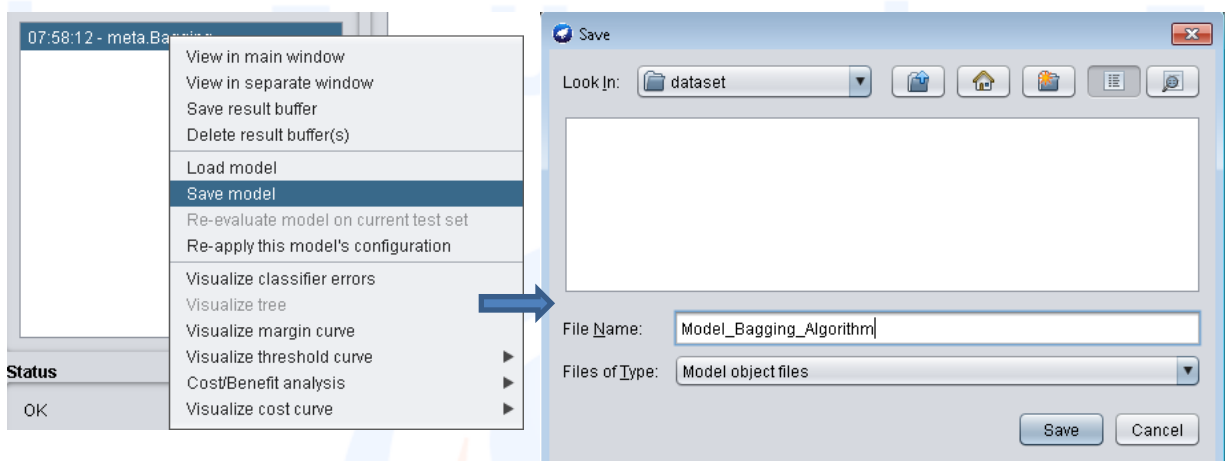 07:58:12 - meta.Bagging
View in main window
View in separate window
Save result buffer
Delete result buffer(s)
Load model
Save model
Re-evaluate model on current test set
Re-apply this model's configuration
Visualize classifier errors
Visualize tree
Visualize margin curve
Visualize threshold curve
Cost/Benefit analysis
Visualize cost curve
Status
OK
Save
Look In: dataset
File Name: Model_Bagging_Algorithm
Files of Type: Model object files
Save Cancel